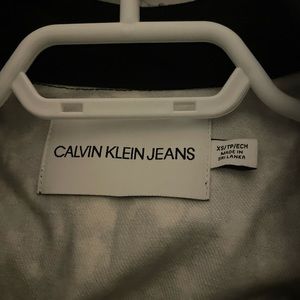 CALVIN KLEIN JEANS
XS/TP/ECH
MADE IN
SRI LANKA